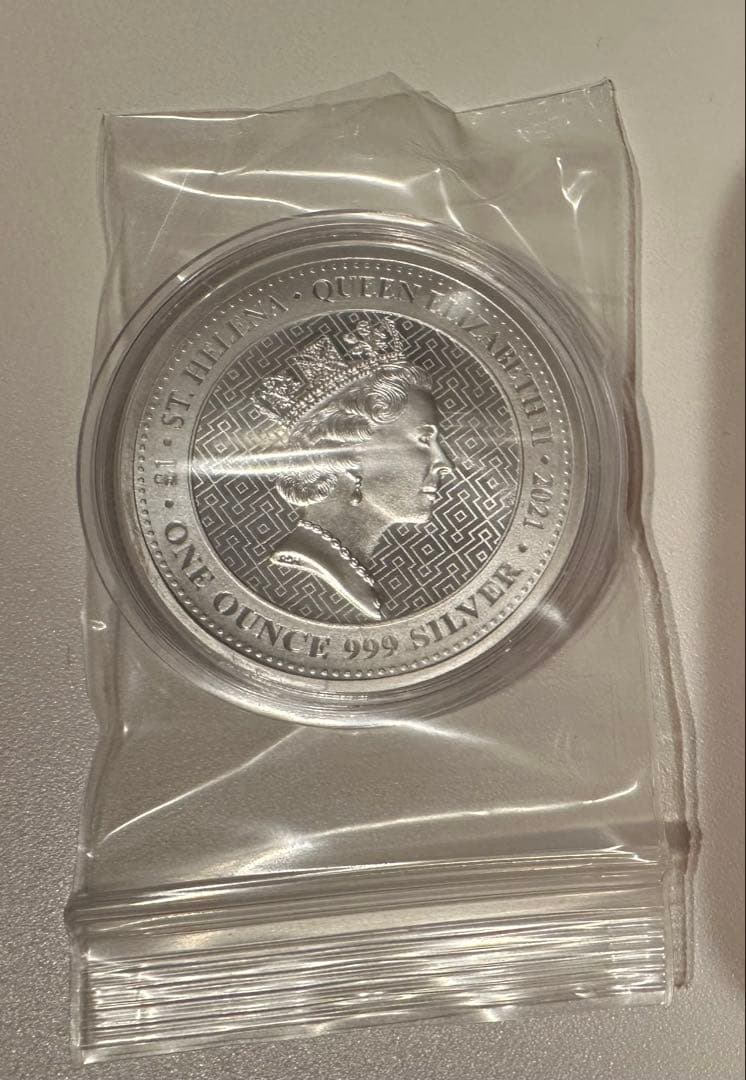 £1 • ST. HELENA • QUEEN ELIZABETH II • 2021 •
ONE OUNCE 999 SILVER •